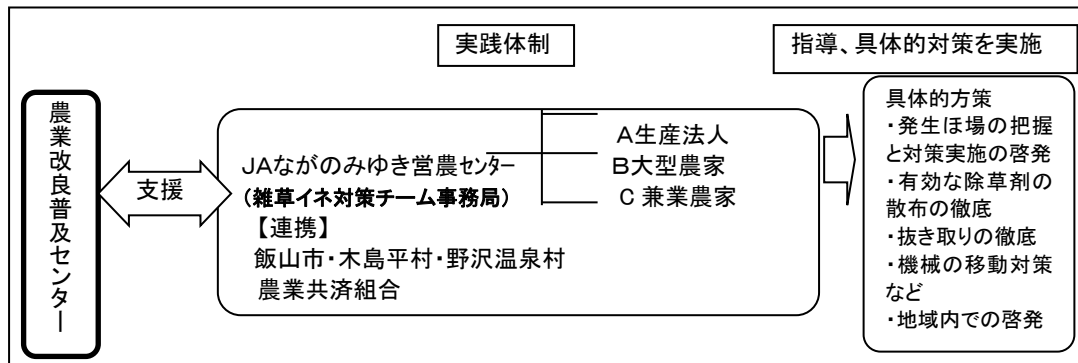 実践体制
指導、具体的対策を実施
農業改良普及センター
支援
JAながのみゆき営農センター
(雑草イネ対策チーム事務局)
【連携】
飯山市・木島平村・野沢温泉村
農業共済組合
A生産法人
B大型農家
C 兼業農家
具体的方策
・発生ほ場の把握
と対策実施の啓発
・有効な除草剤の
散布の徹底
・抜き取りの徹底
・機械の移動対策
など
・地域内での啓発